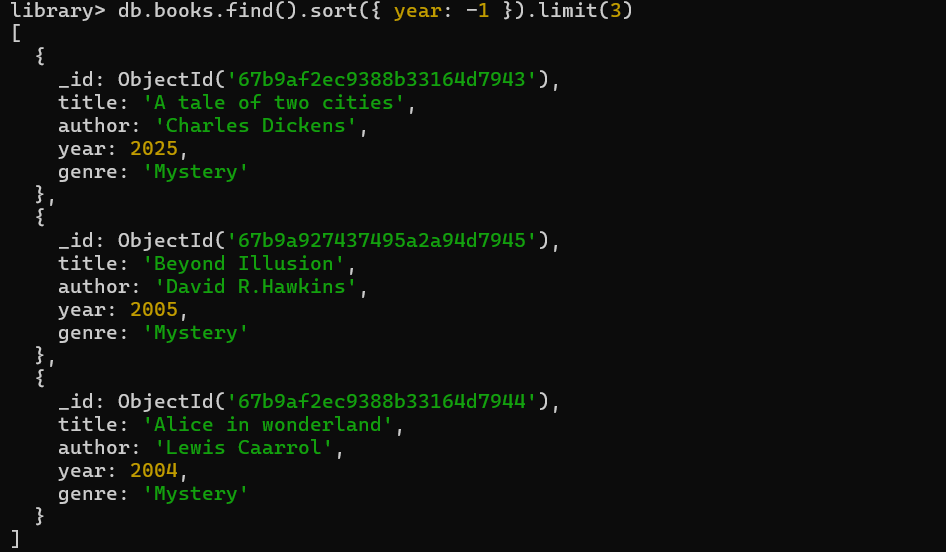 library> db.books.find().sort({ year: -1 }).limit(3)
[
  {
    _id: ObjectId('67b9af2ec9388b33164d7943'),
    title: 'A tale of two cities',
    author: 'Charles Dickens',
    year: 2025,
    genre: 'Mystery'
  },
  {
    _id: ObjectId('67b9a927437495a2a94d7945'),
    title: 'Beyond Illusion',
    author: 'David R.Hawkins',
    year: 2005,
    genre: 'Mystery'
  },
  {
    _id: ObjectId('67b9af2ec9388b33164d7944'),
    title: 'Alice in wonderland',
    author: 'Lewis Caarrol',
    year: 2004,
    genre: 'Mystery'
  }
]